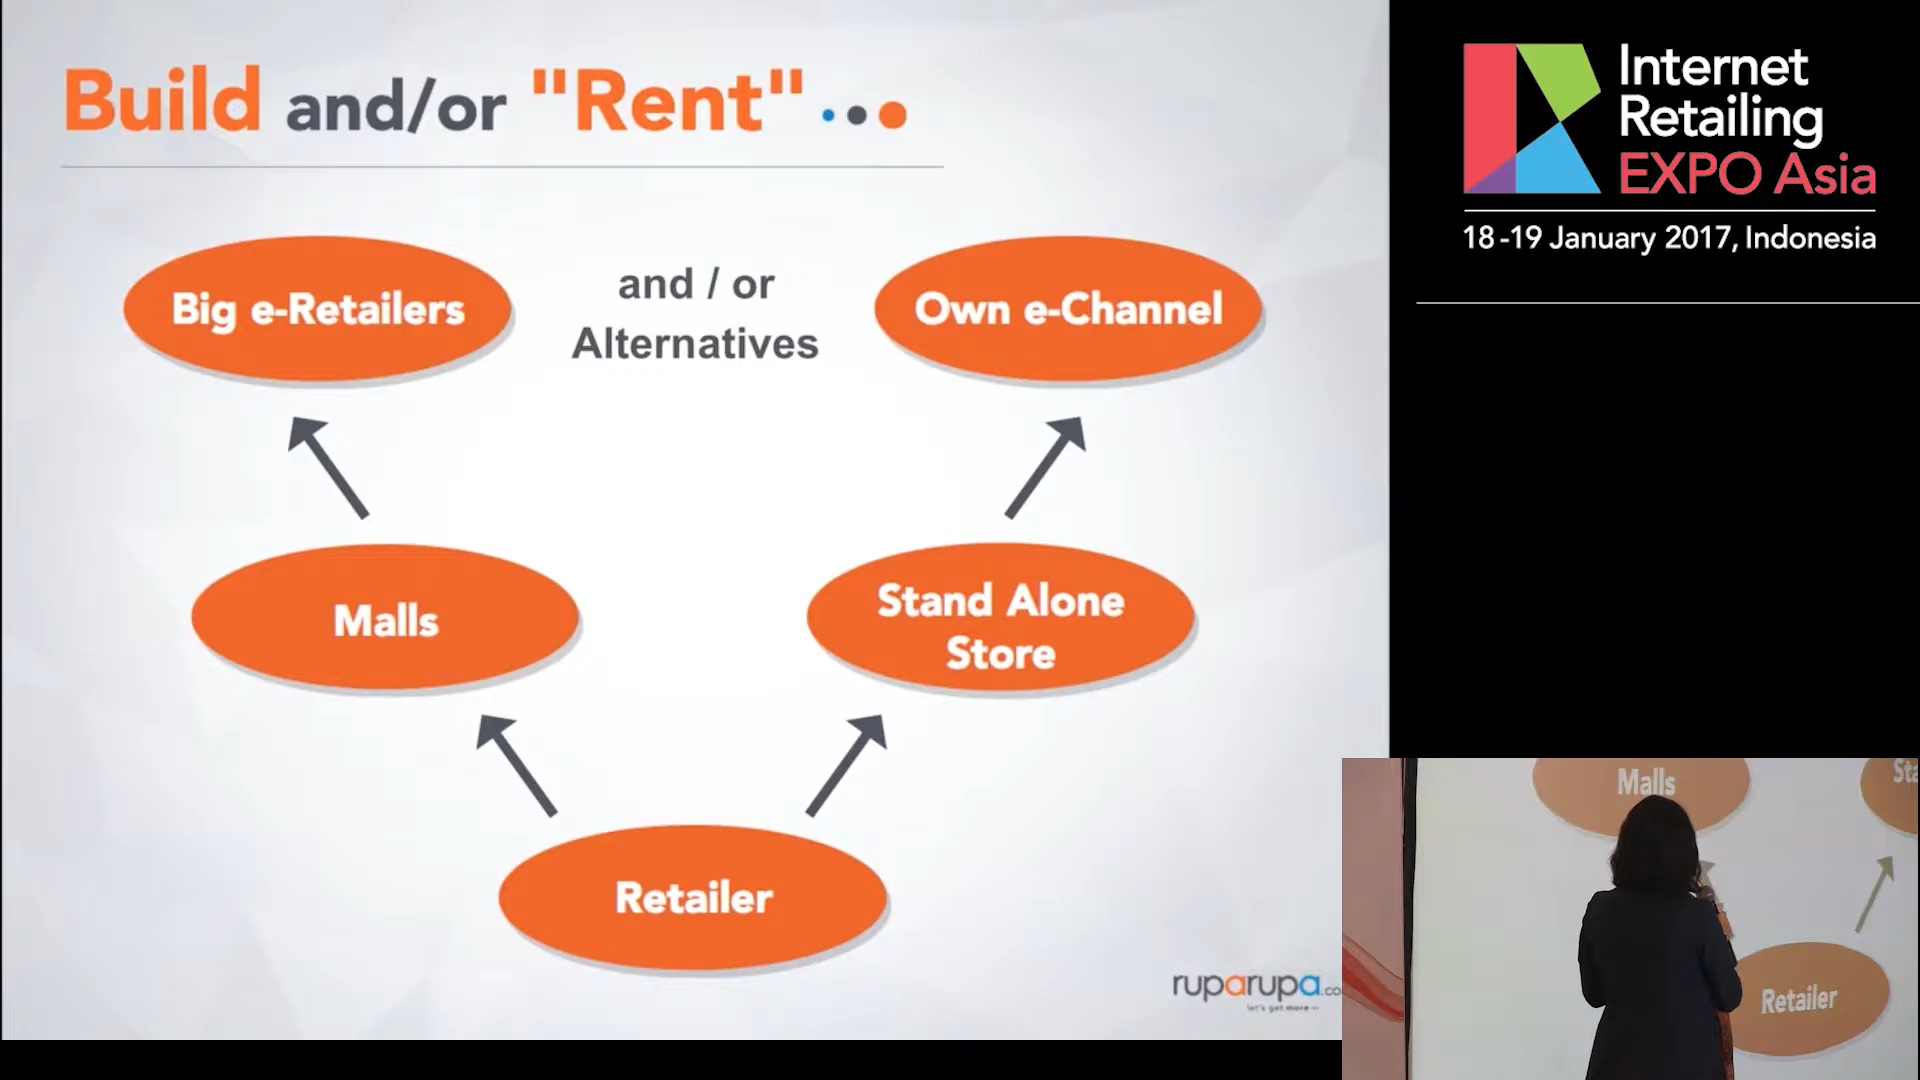 Build and/or "Rent"
Big e-Retailers
and / or
Alternatives
Own e-Channel
Malls
Stand Alone
Store
Retailer
ruparupa.co
let's get more
Internet
Retailing
EXPO Asia
18-19 January 2017, Indonesia
Malls
Sta
Retailer